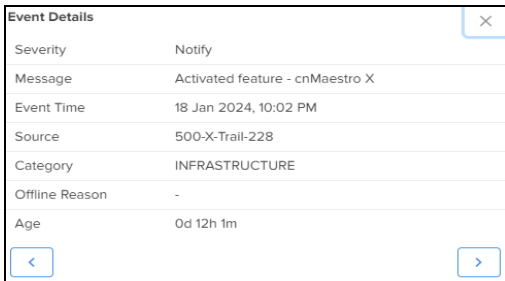 Event Details
Severity Notify
Message Activated feature - cnMaestro X
Event Time 18 Jan 2024, 10:02 PM
Source 500-X-Trail-228
Category INFRASTRUCTURE
Offline Reason -
Age 0d 12h 1m